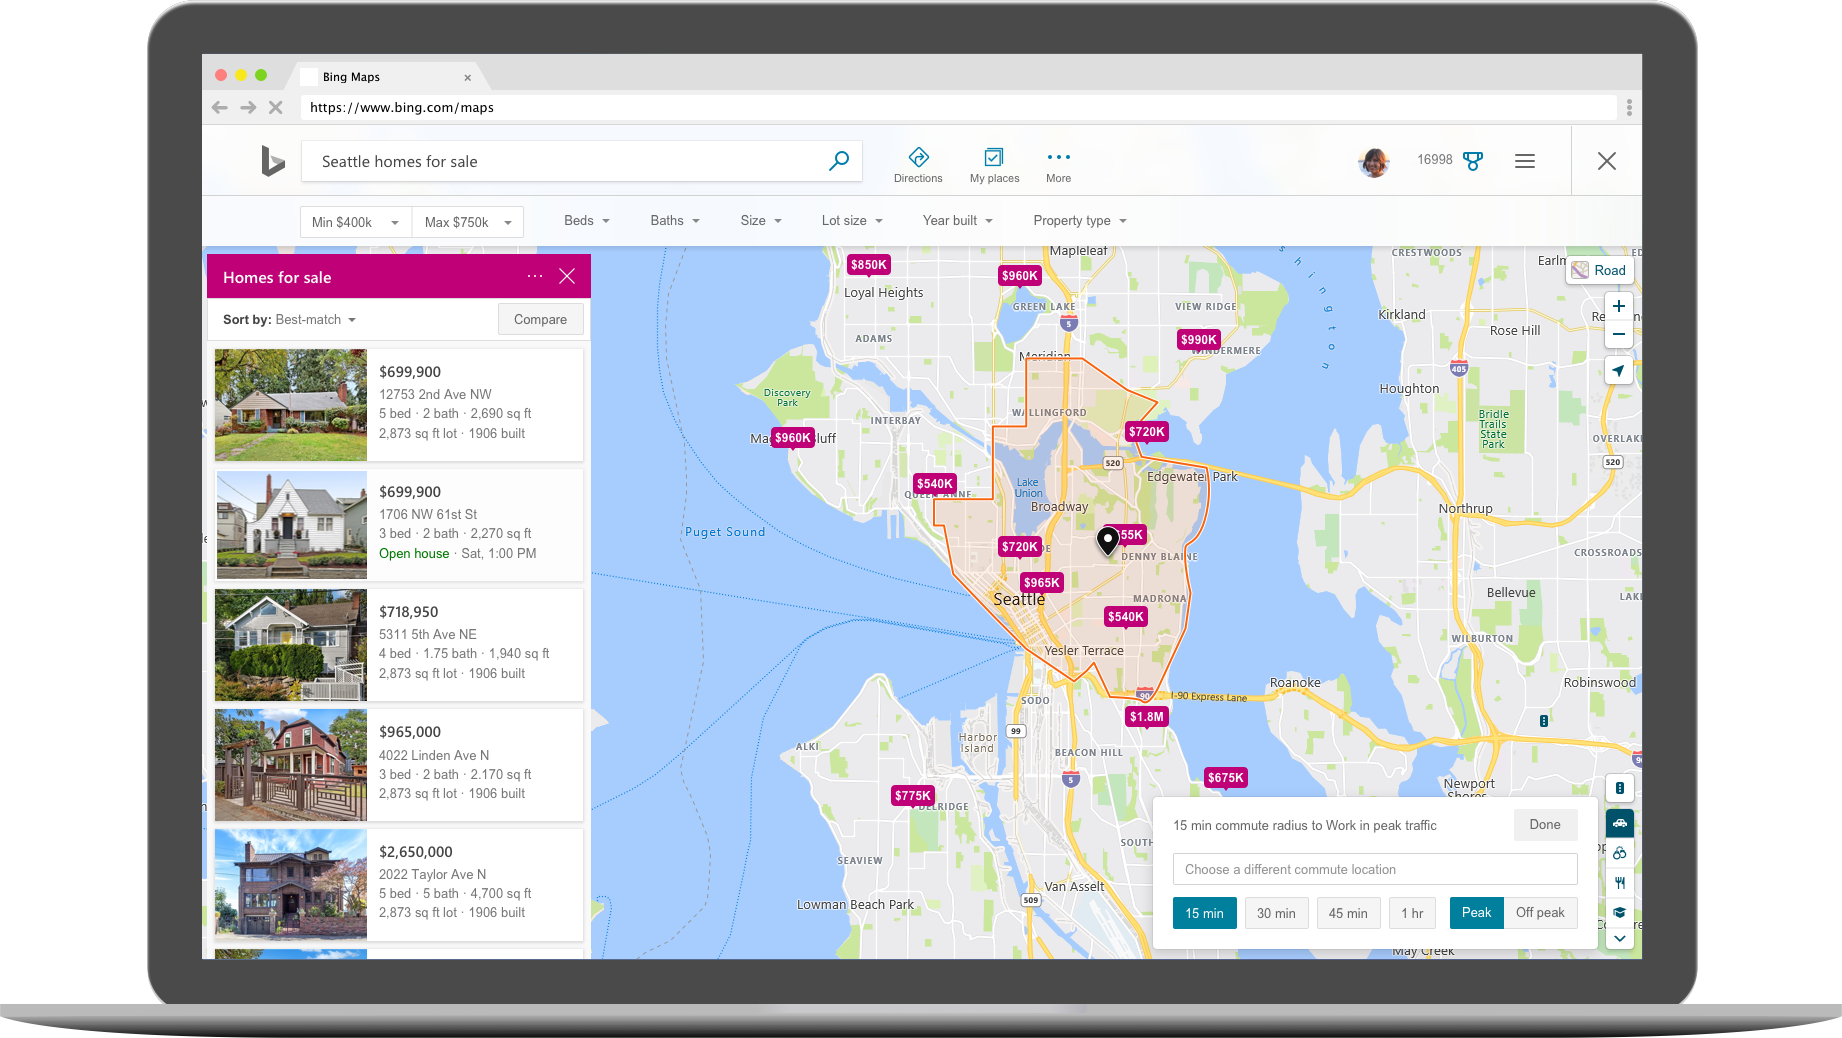 Bing Maps
https://www.bing.com/maps
Seattle homes for sale
Directions
My places
More
16998
Min $400k
Max $750k
Beds
Baths
Size
Lot size
Year built
Property type
Homes for sale
Sort by: Best-match
Compare
$699,900
12753 2nd Ave NW
5 bed · 2 bath · 2,690 sq ft
2,873 sq ft lot · 1906 built
$699,900
1706 NW 61st St
3 bed · 2 bath · 2,270 sq ft
Open house · Sat, 1:00 PM
$718,950
5311 5th Ave NE
4 bed · 1.75 bath · 1,940 sq ft
2,873 sq ft lot · 1906 built
$965,000
4022 Linden Ave N
3 bed · 2 bath · 2.170 sq ft
2,873 sq ft lot · 1906 built
$2,650,000
2022 Taylor Ave N
5 bed · 5 bath · 4,700 sq ft
2,873 sq ft lot · 1906 built
Mapleleaf
shington
CRESTWOODS
Road
$850K
$960K
Loyal Heights
GREEN LAKE
VIEW RIDGE
5
Kirkland
Rose Hill
ADAMS
$990K
WINDERMERE
Meridian
405
Houghton
Discovery
Park
WALLINGFORD
INTERBAY
Bridle
Trails
State
Park
$960K
$720K
OVERLAKE
520
520
Edgewater Park
$540K
QUEEN ANNE
Lake
Union
Broadway
Northrup
Puget Sound
55K
$720K
DENNY BLAINE
CROSSROADS
$965K
Seattle
MADRONA
Bellevue
$540K
WILBURTON
Yesler Terrace
Roanoke
Robinswood
90
I-90 Express Lane
SODO
$1.8M
99
Harbor
Island
ALKI
BEACON HILL
5
$675K
Newport
Shores
$775K
DELRIDGE
SEAVIEW
Van Asselt
509
Lowman Beach Park
May Creek
15 min commute radius to Work in peak traffic
Done
Choose a different commute location
15 min
30 min
45 min
1 hr
Peak
Off peak